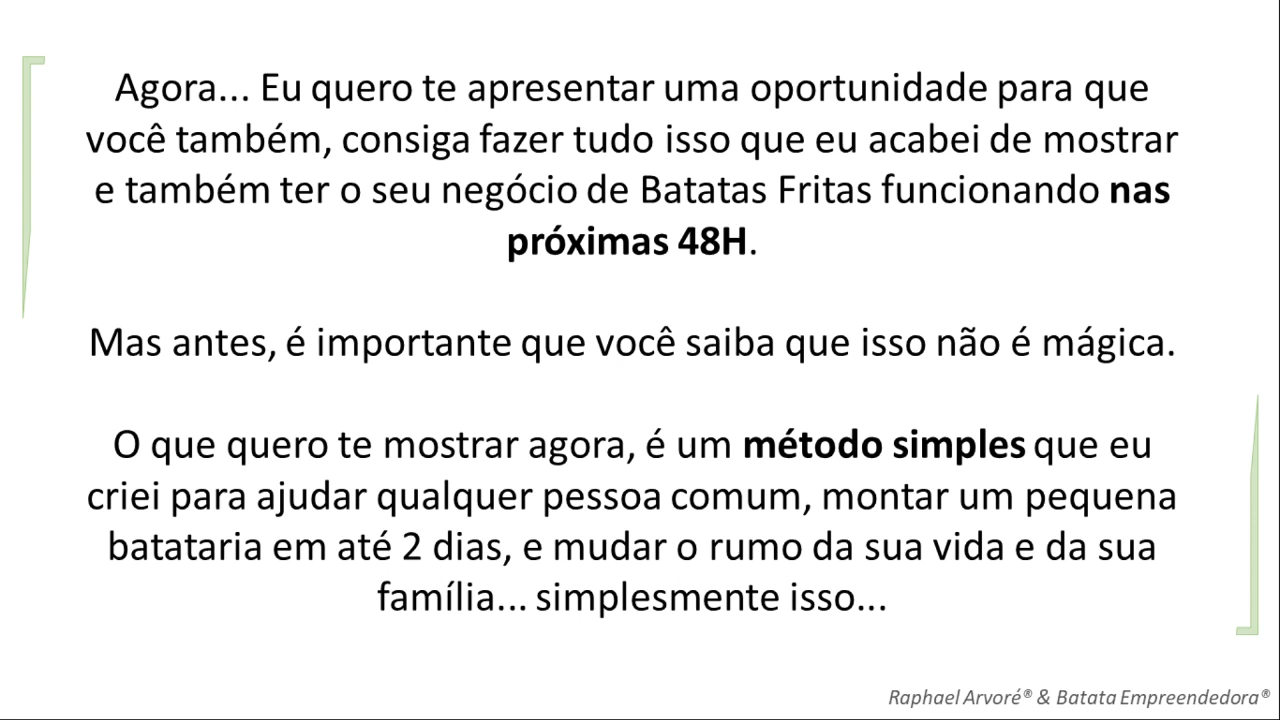 Agora... Eu quero te apresentar uma oportunidade para que
você também, consiga fazer tudo isso que eu acabei de mostrar
e também ter o seu negócio de Batatas Fritas funcionando nas
próximas 48H.
Mas antes, é importante que você saiba que isso não é mágica.
O que quero te mostrar agora, é um método simples que eu
criei para ajudar qualquer pessoa comum, montar um pequena
batataria em até 2 dias, e mudar o rumo da sua vida e da sua
família... simplesmente isso...
Raphael Arvoré® & Batata Empreendedora®